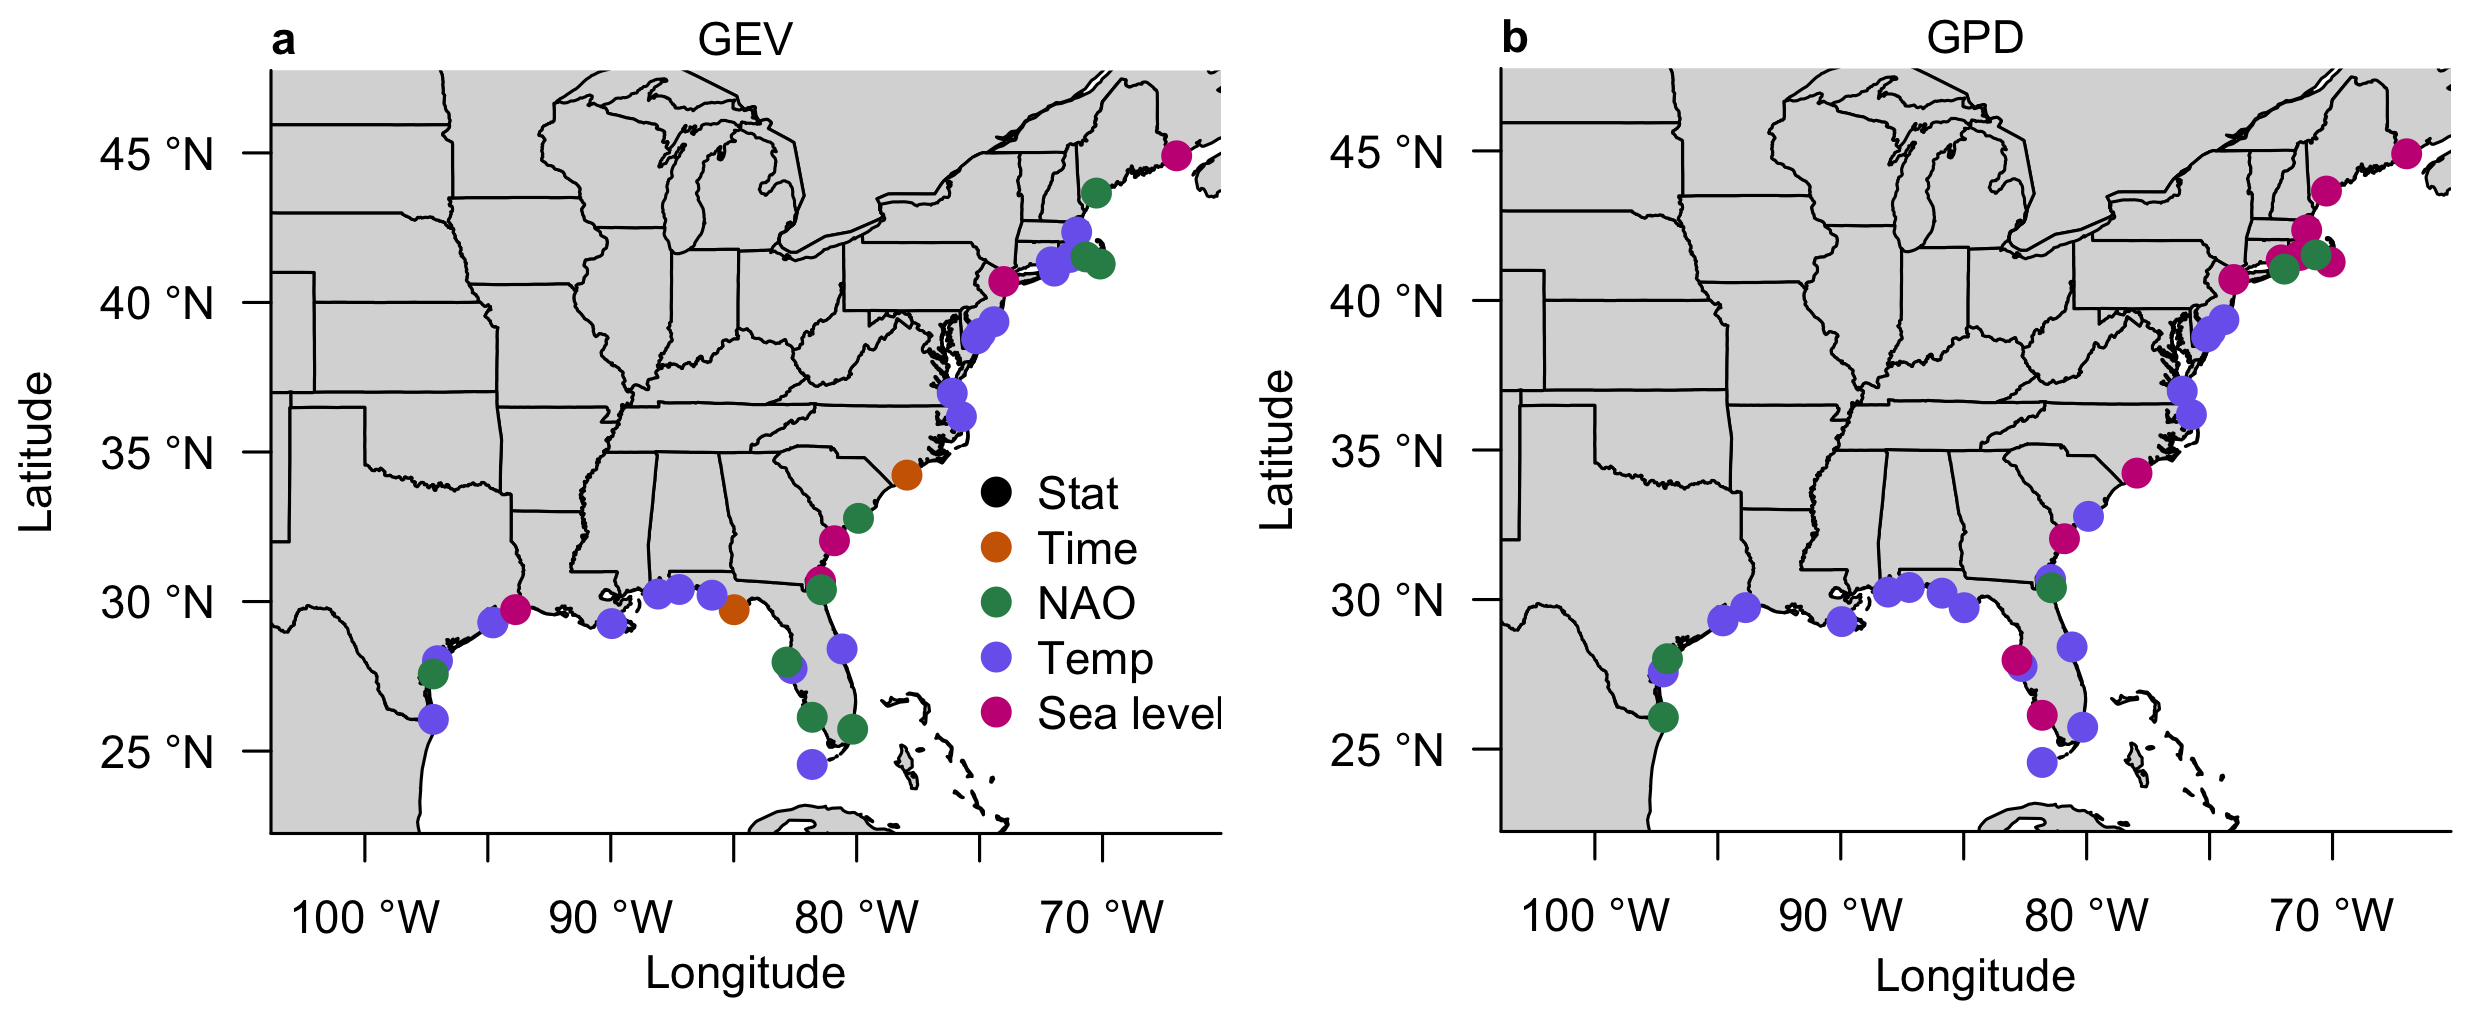 a
GEV
45 °N
40 °N
35 °N
30 °N
25 °N
Latitude
Stat
Time
NAO
Temp
Sea level
100 °W
90 °W
80 °W
70 °W
Longitude
b
GPD
45 °N
40 °N
35 °N
30 °N
25 °N
Latitude
100 °W
90 °W
80 °W
70 °W
Longitude